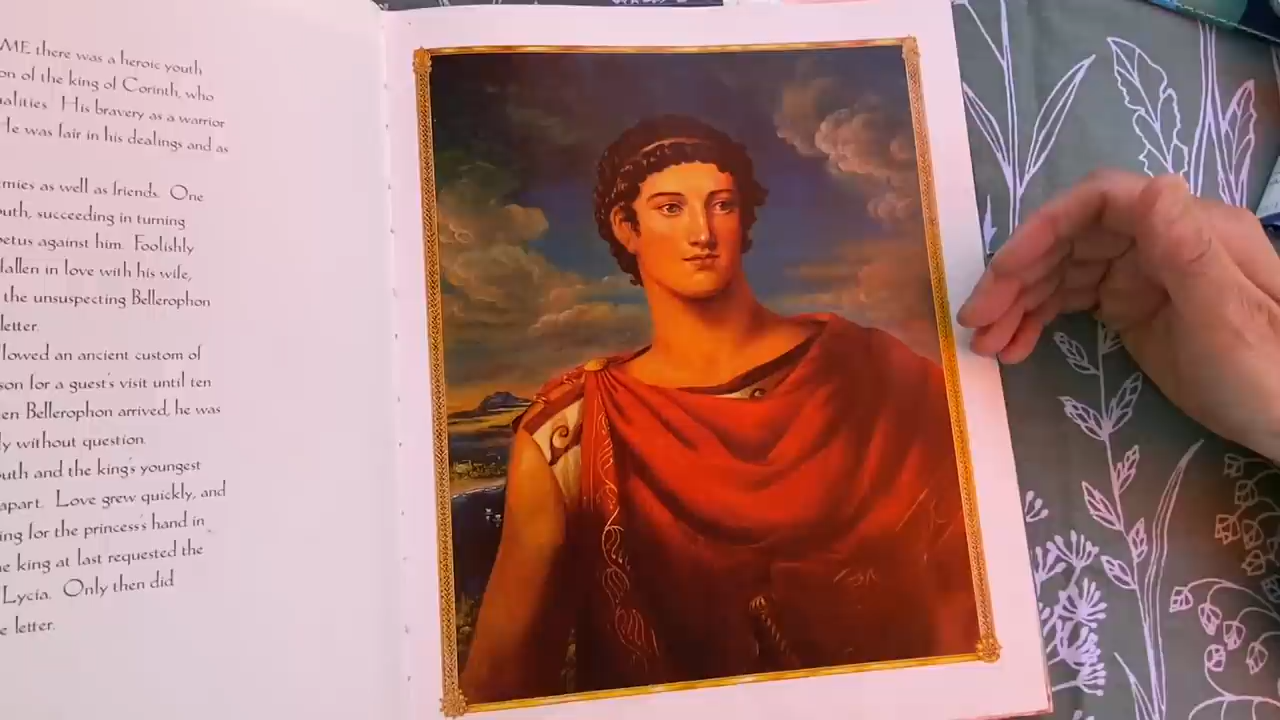 ME there was a heroic youth
on of the king of Corinth, who
ualities. His bravery as a warrior
He was fair in his dealings and as
mies as well as friends. One
outh, succeeding in turning
oetus against him. Foolishly
fallen in love with his wife,
the unsuspecting Bellerophon
letter.
llowed an ancient custom of
son for a guest's visit until ten
en Bellerophon arrived, he was
ly without question.
outh and the king's youngest
apart. Love grew quickly, and
ing for the princess's hand in
e king at last requested the
Lycia. Only then did
e letter.